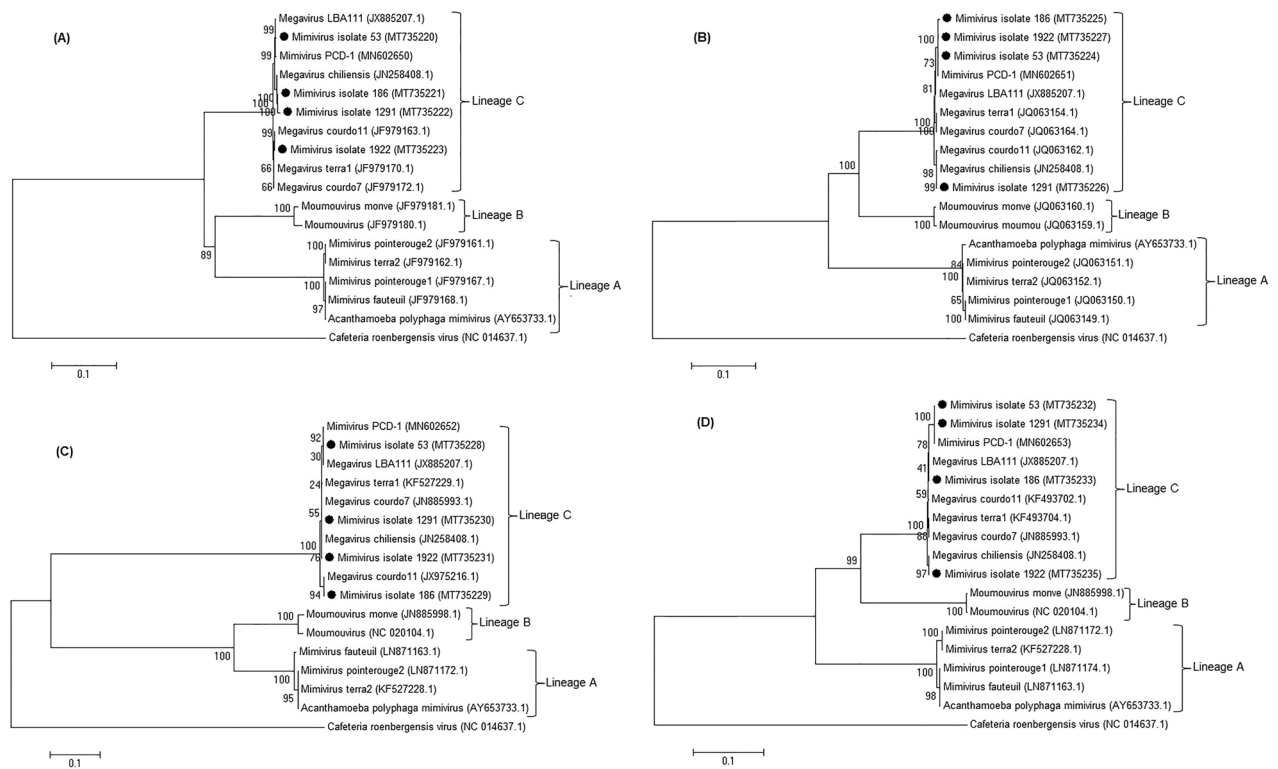 (A)
Megavirus LBA111 (JX885207.1)
99
Mimivirus isolate 53 (MT735220)
99
Mimivirus PCD-1 (MN602650)
Megavirus chiliensis (JN258408.1)
100
Mimivirus isolate 186 (MT735221)
100
100
Mimivirus isolate 1291 (MT735222)
99
Megavirus courdo11 (JF979163.1)
Mimivirus isolate 1922 (MT735223)
66
Megavirus terra1 (JF979170.1)
66
Megavirus courdo7 (JF979172.1)
Lineage C
100
Moumouvirus monve (JF979181.1)
Moumouvirus (JF979180.1)
Lineage B
89
100
Mimivirus pointerouge2 (JF979161.1)
Mimivirus terra2 (JF979162.1)
100
Mimivirus pointerouge1 (JF979167.1)
Mimivirus fauteuil (JF979168.1)
97
Acanthamoeba polyphaga mimivirus (AY653733.1)
Lineage A
Cafeteria roenbergensis virus (NC 014637.1)
0.1
(B)
Mimivirus isolate 186 (MT735225)
100
Mimivirus isolate 1922 (MT735227)
Mimivirus isolate 53 (MT735224)
73
Mimivirus PCD-1 (MN602651)
81
Megavirus LBA111 (JX885207.1)
Megavirus terra1 (JQ063154.1)
100
100
Megavirus courdo7 (JQ063164.1)
Megavirus courdo11 (JQ063162.1)
98
Megavirus chiliensis (JN258408.1)
99
Mimivirus isolate 1291 (MT735226)
Lineage C
100
Moumouvirus monve (JQ063160.1)
100
Moumouvirus moumou (JQ063159.1)
Lineage B
Acanthamoeba polyphaga mimivirus (AY653733.1)
84
Mimivirus pointerouge2 (JQ063151.1)
100
Mimivirus terra2 (JQ063152.1)
65
Mimivirus pointerouge1 (JQ063150.1)
100
Mimivirus fauteuil (JQ063149.1)
Lineage A
Cafeteria roenbergensis virus (NC 014637.1)
0.1
(C)
Mimivirus PCD-1 (MN602652)
92
Mimivirus isolate 53 (MT735228)
30
Megavirus LBA111 (JX885207.1)
24
Megavirus terra1 (KF527229.1)
Megavirus courdo7 (JN885993.1)
55
Mimivirus isolate 1291 (MT735230)
Megavirus chiliensis (JN258408.1)
100
76
Mimivirus isolate 1922 (MT735231)
Megavirus courdo11 (JX975216.1)
94
Mimivirus isolate 186 (MT735229)
Lineage C
100
Moumouvirus monve (JN885998.1)
Moumouvirus (NC 020104.1)
Lineage B
100
Mimivirus fauteuil (LN871163.1)
Mimivirus pointerouge2 (LN871172.1)
100
Mimivirus terra2 (KF527228.1)
95
Acanthamoeba polyphaga mimivirus (AY653733.1)
Lineage A
Cafeteria roenbergensis virus (NC 014637.1)
0.1
(D)
Mimivirus isolate 53 (MT735232)
100
Mimivirus isolate 1291 (MT735234)
78
Mimivirus PCD-1 (MN602653)
Megavirus LBA111 (JX885207.1)
41
Mimivirus isolate 186 (MT735233)
59
Megavirus courdo11 (KF493702.1)
Megavirus terra1 (KF493704.1)
100
88
Megavirus courdo7 (JN885993.1)
Megavirus chiliensis (JN258408.1)
97
Mimivirus isolate 1922 (MT735235)
Lineage C
99
Moumouvirus monve (JN885998.1)
100
Moumouvirus (NC 020104.1)
Lineage B
100
Mimivirus pointerouge2 (LN871172.1)
Mimivirus terra2 (KF527228.1)
100
Mimivirus pointerouge1 (LN871174.1)
Mimivirus fauteuil (LN871163.1)
98
Acanthamoeba polyphaga mimivirus (AY653733.1)
Lineage A
Cafeteria roenbergensis virus (NC 014637.1)
0.1